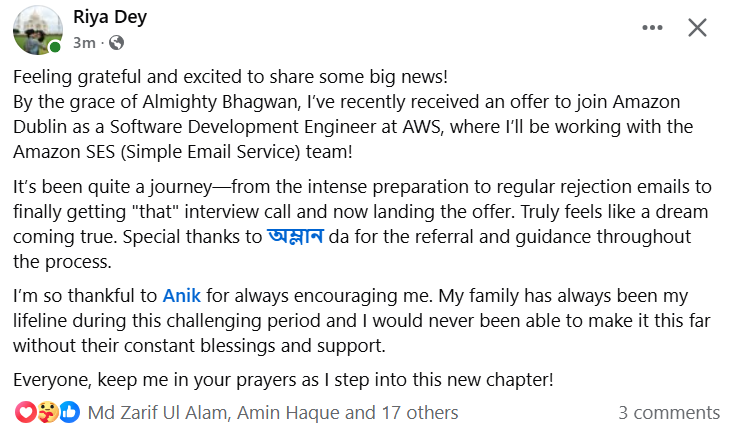 Riya Dey
3m ·
Feeling grateful and excited to share some big news!
By the grace of Almighty Bhagwan, I’ve recently received an offer to join Amazon
Dublin as a Software Development Engineer at AWS, where I’ll be working with the
Amazon SES (Simple Email Service) team!
It’s been quite a journey—from the intense preparation to regular rejection emails to
finally getting "that" interview call and now landing the offer. Truly feels like a dream
coming true. Special thanks to অম্লান da for the referral and guidance throughout
the process.
I’m so thankful to Anik for always encouraging me. My family has always been my
lifeline during this challenging period and I would never been able to make it this far
without their constant blessings and support.
Everyone, keep me in your prayers as I step into this new chapter!
Md Zarif Ul Alam, Amin Haque and 17 others 3 comments